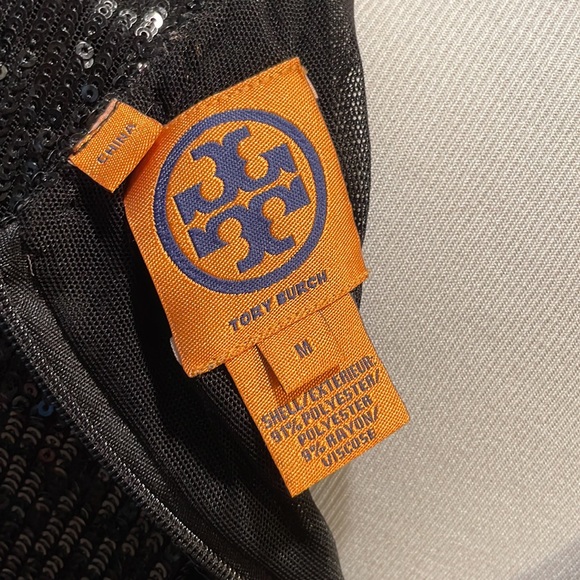 CHINA
TORY BURCH
M
SHELL/EXTERIEUR:
91% POLYESTER/
POLYESTER
9% RAYON/
VISCOSE